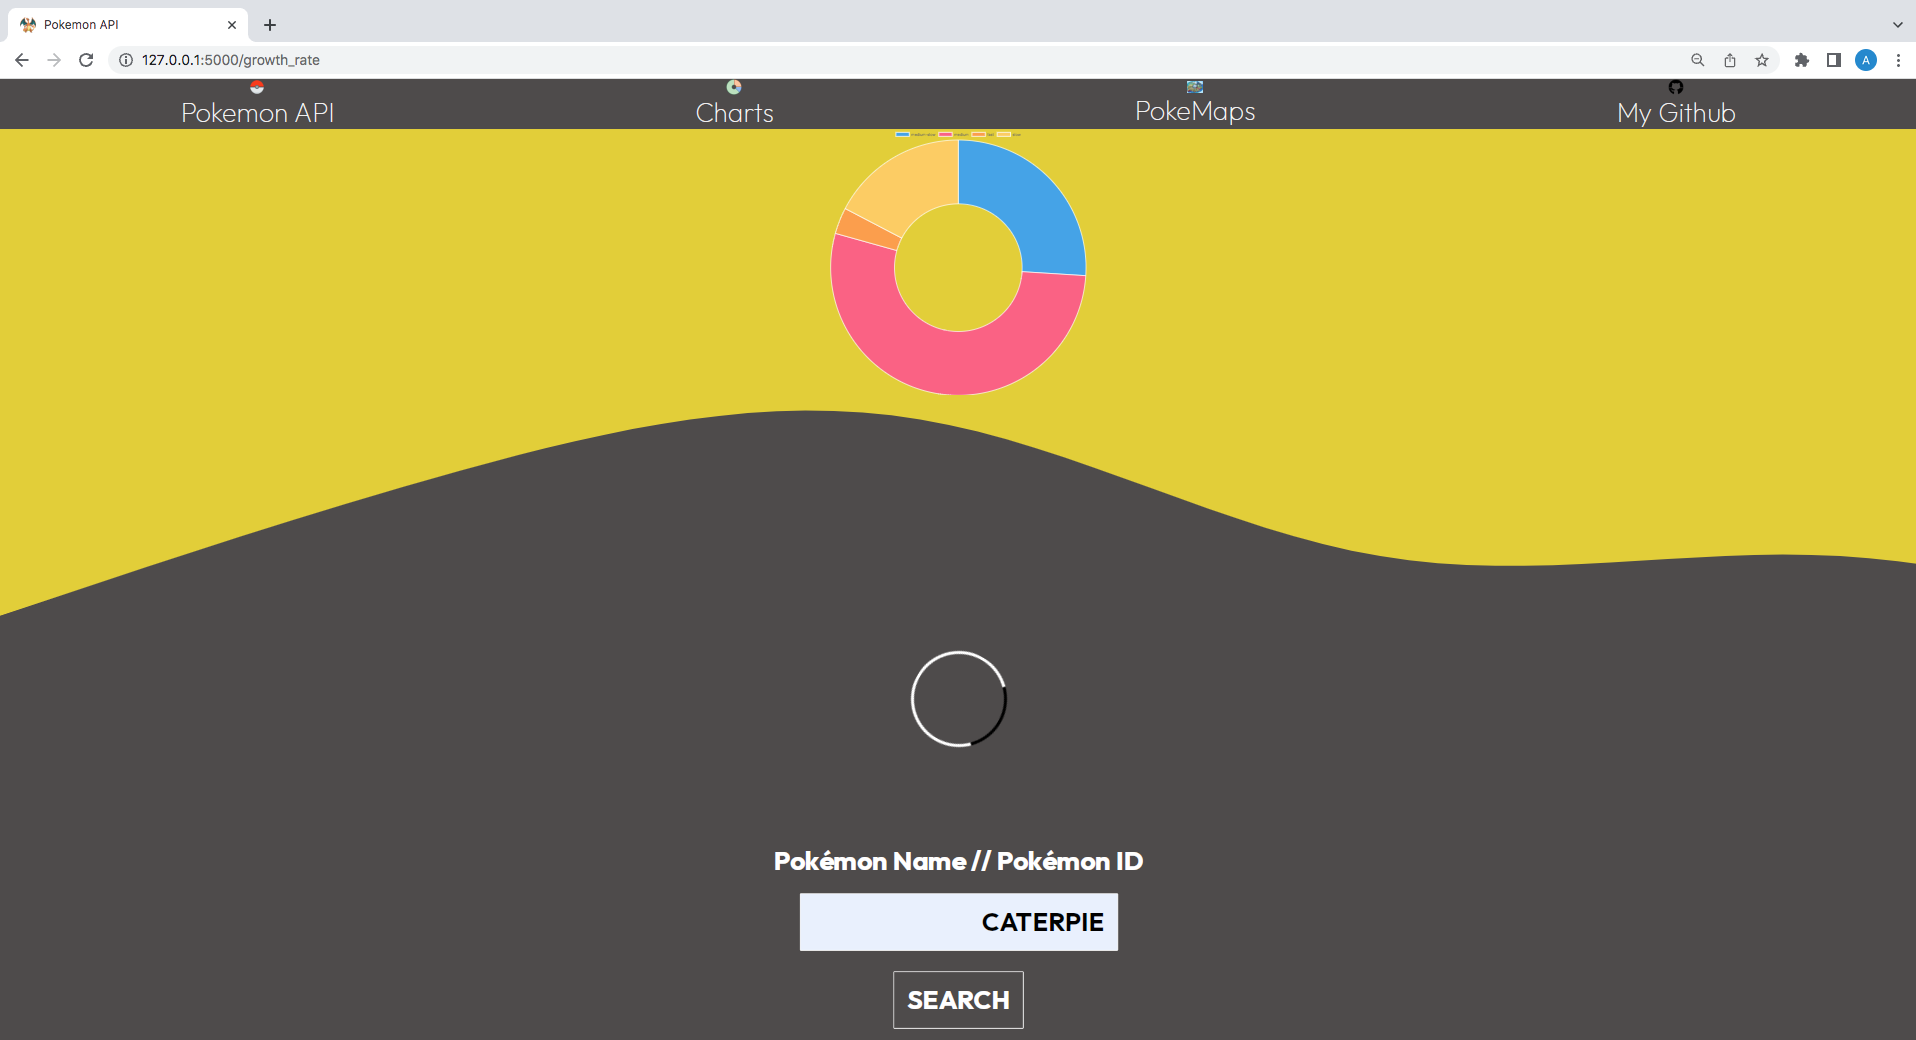 Pokemon API
127.0.0.1:5000/growth_rate
A
Pokemon API
Charts
PokeMaps
My Github
Pokémon Name // Pokémon ID
CATERPIE
SEARCH